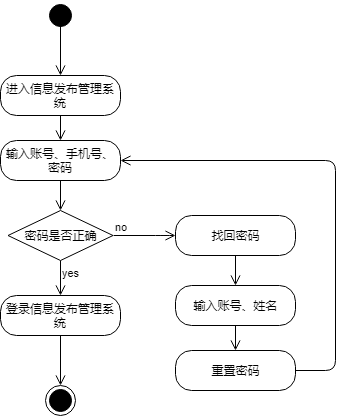 进入信息发布管理系
统
输入账号、手机号、
密码
密码是否正确
no
找回密码
yes
输入账号、姓名
登录信息发布管理系
统
重置密码